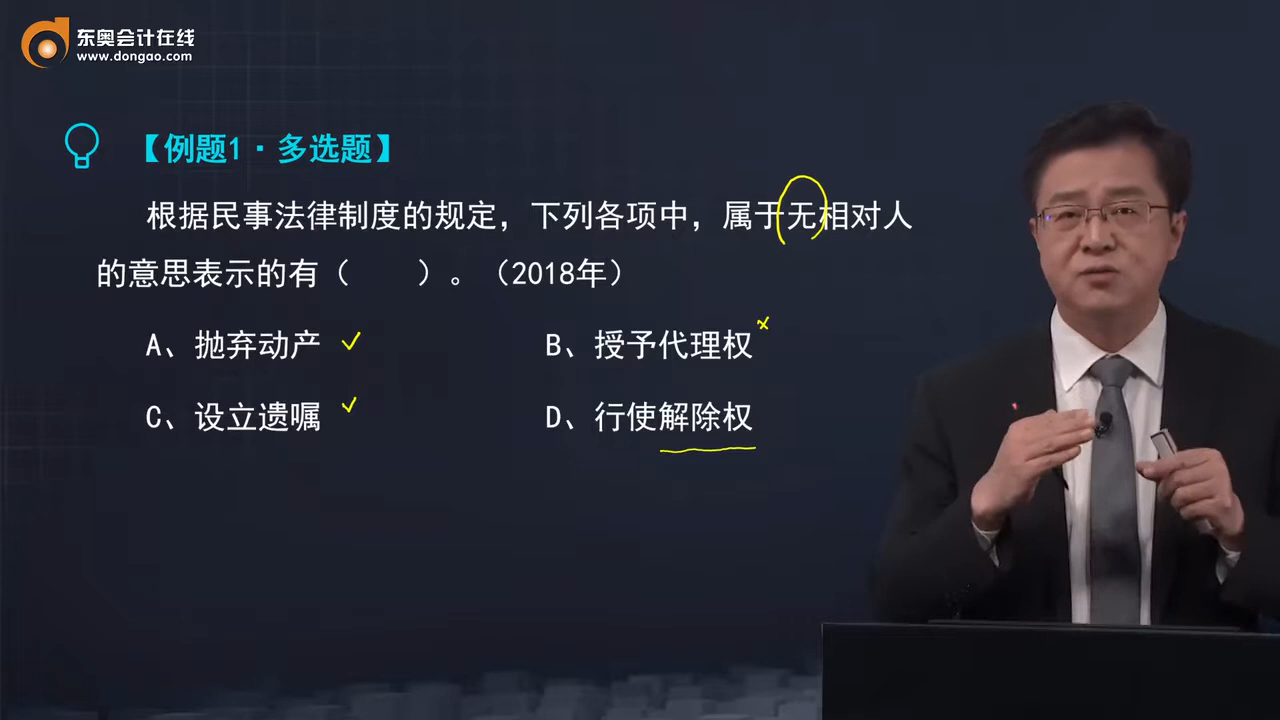 东奥会计在线
www.dongao.com
【例题1·多选题】
根据民事法律制度的规定，下列各项中，属于无相对人
的意思表示的有（　　）。（2018年）
A、抛弃动产 ✓
B、授予代理权 ×
C、设立遗嘱 ✓
D、行使解除权